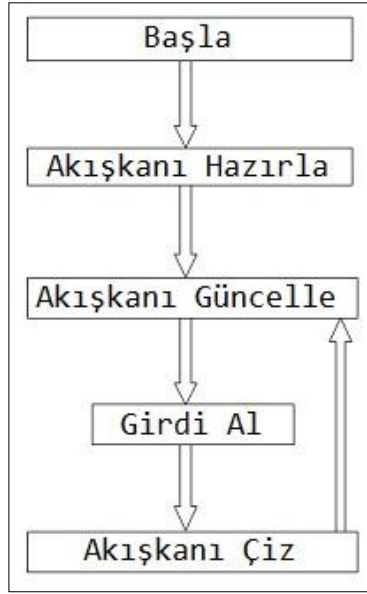 Başla
Akışkanı Hazırla
Akışkanı Güncelle
Girdi Al
Akışkanı Çiz